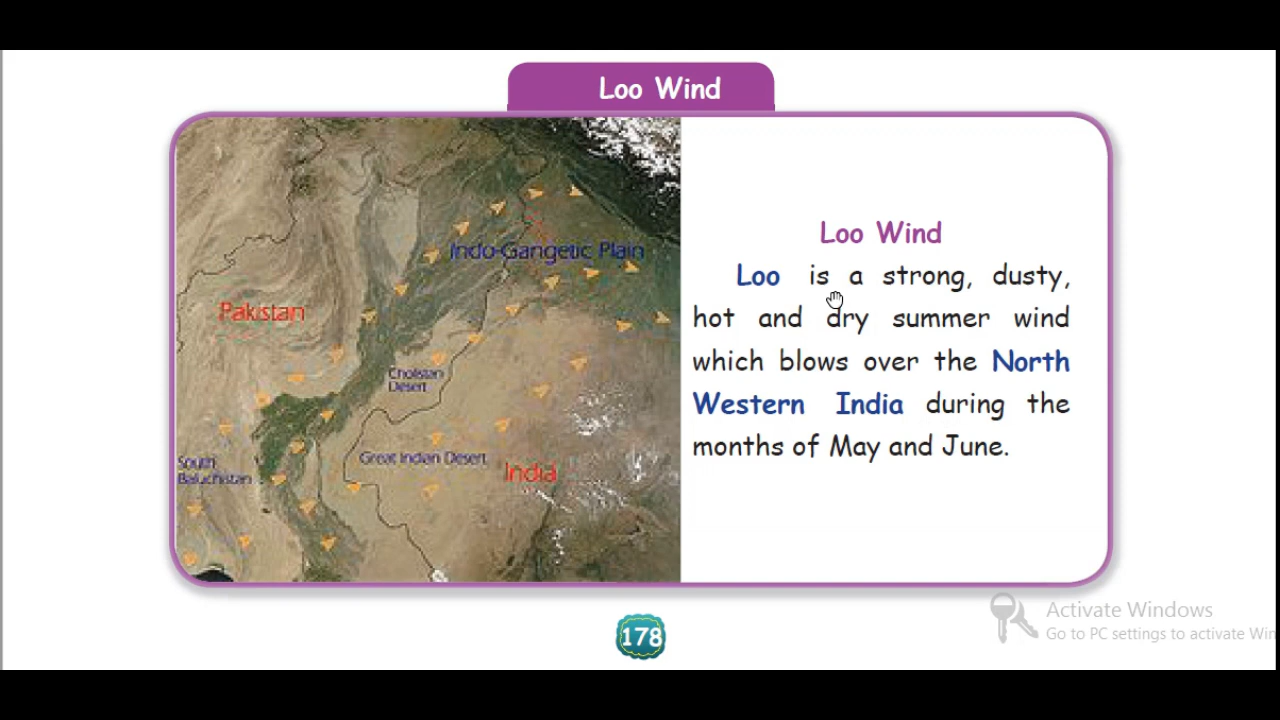 Loo Wind
Indo-Gangetic Plain
Pakistan
Cholistan
Desert
Great Indian Desert
South
Baluchistan
India
Loo Wind
Loo is a strong, dusty,
hot and dry summer wind
which blows over the North
Western India during the
months of May and June.
178
Activate Windows
Go to PC settings to activate Win